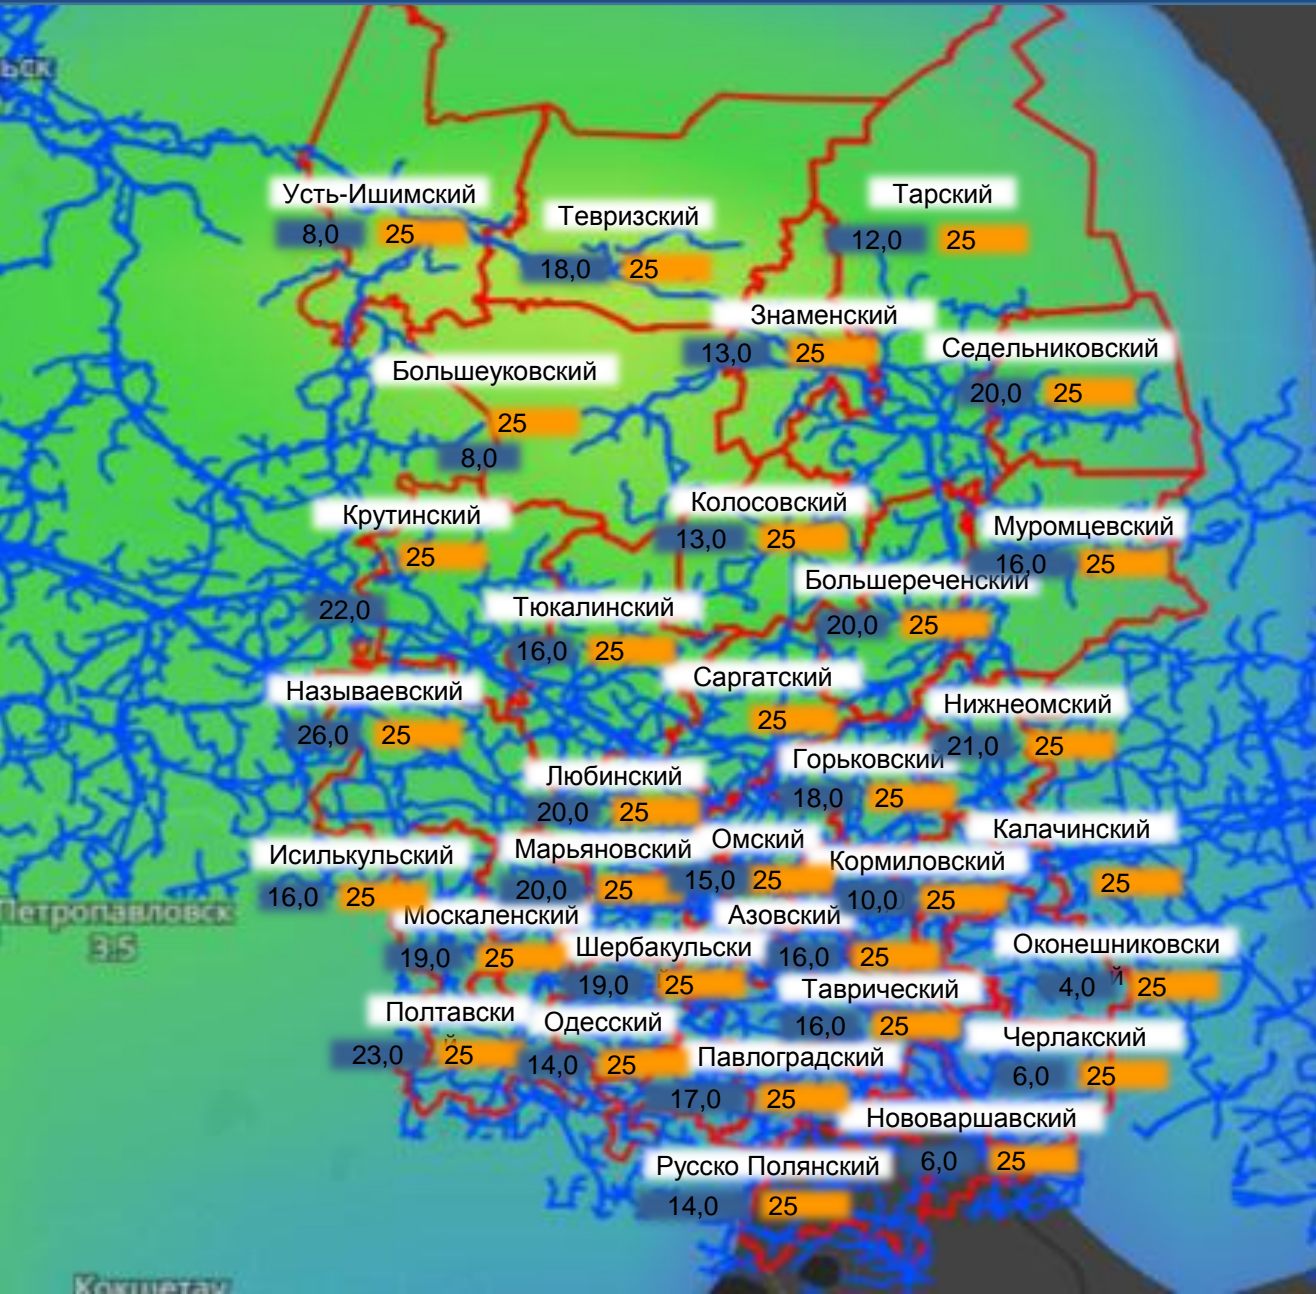 ьск
Усть-Ишимский
8,0 25
Тевризский
18,0 25
Тарский
12,0 25
Знаменский
13,0 25
Седельниковский
20,0 25
Большеуковский
25
8,0
Крутинский
25
22,0
Колосовский
13,0 25
Муромцевский
16,0 25
Большереченский
20,0 25
Тюкалинский
16,0 25
Саргатский
25
Называевский
26,0 25
Нижнеомский
21,0 25
Горьковский
18,0 25
Любинский
20,0 25
Калачинский
25
Исилькульский
16,0 25
Марьяновский
20,0 25
Омский
15,0 25
Кормиловский
10,0 25
Петропавловск
3.5
Москаленский
19,0 25
Азовский
16,0 25
Шербакульски
й
19,0 25
Оконешниковски
й
4,0 25
Таврический
16,0 25
Полтавски
й
23,0 25
Одесский
14,0 25
Черлакский
6,0 25
Павлоградский
17,0 25
Нововаршавский
6,0 25
Русско Полянский
14,0 25
Кокшетау